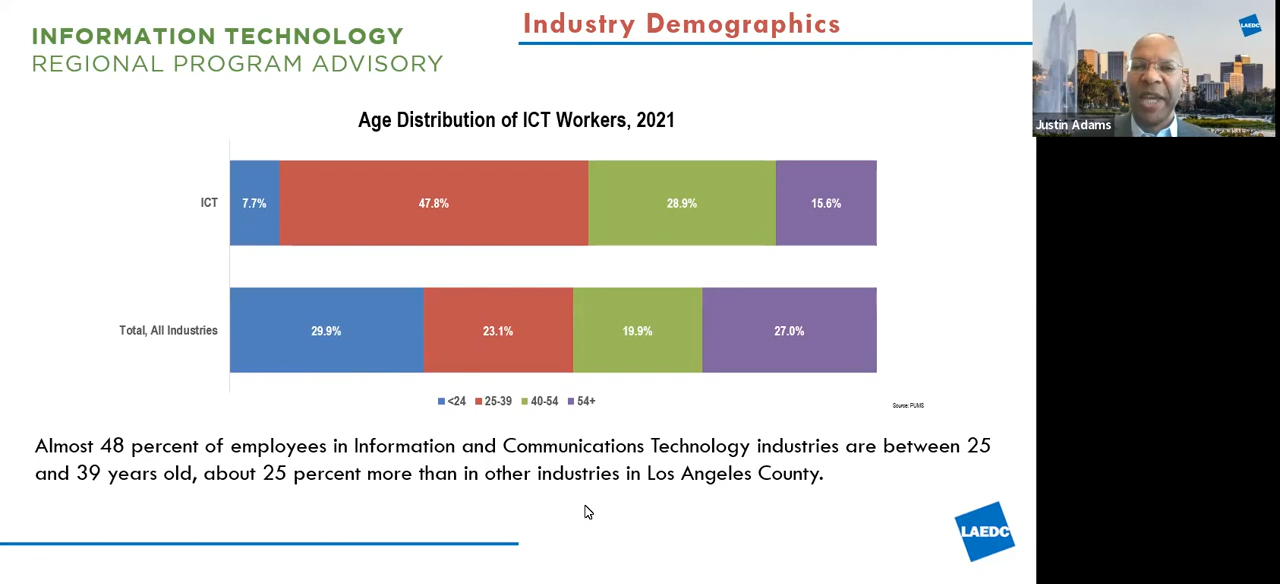 INFORMATION TECHNOLOGY
REGIONAL PROGRAM ADVISORY
Industry Demographics
LAEDC
Justin Adams
Age Distribution of ICT Workers, 2021
ICT
7.7%
47.8%
28.9%
15.6%
Total, All Industries
29.9%
23.1%
19.9%
27.0%
<24 25-39 40-54 54+
Source: PUMS
Almost 48 percent of employees in Information and Communications Technology industries are between 25
and 39 years old, about 25 percent more than in other industries in Los Angeles County.
LAEDC